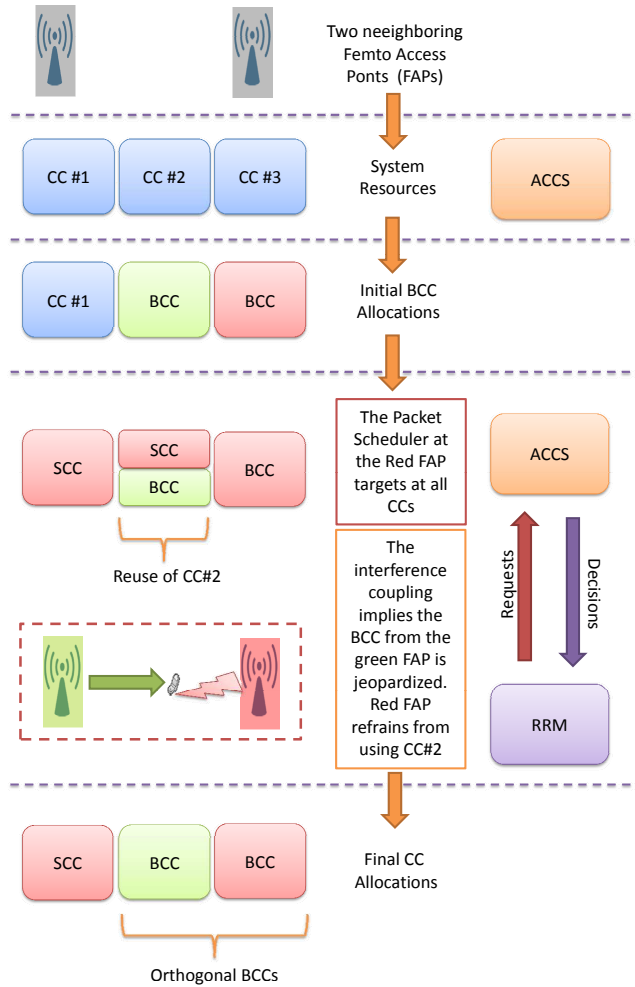 Two neeighboring
Femto Access
Ponts (FAPs)
CC #1
CC #2
CC #3
System
Resources
ACCS
CC #1
BCC
BCC
Initial BCC
Allocations
SCC
SCC
BCC
BCC
Reuse of CC#2
The Packet
Scheduler at
the Red FAP
targets at all
CCs
The
interference
coupling
implies the
BCC from the
green FAP is
jeopardized.
Red FAP
refrains from
using CC#2
ACCS
Requests
Decisions
RRM
SCC
BCC
BCC
Final CC
Allocations
Orthogonal BCCs